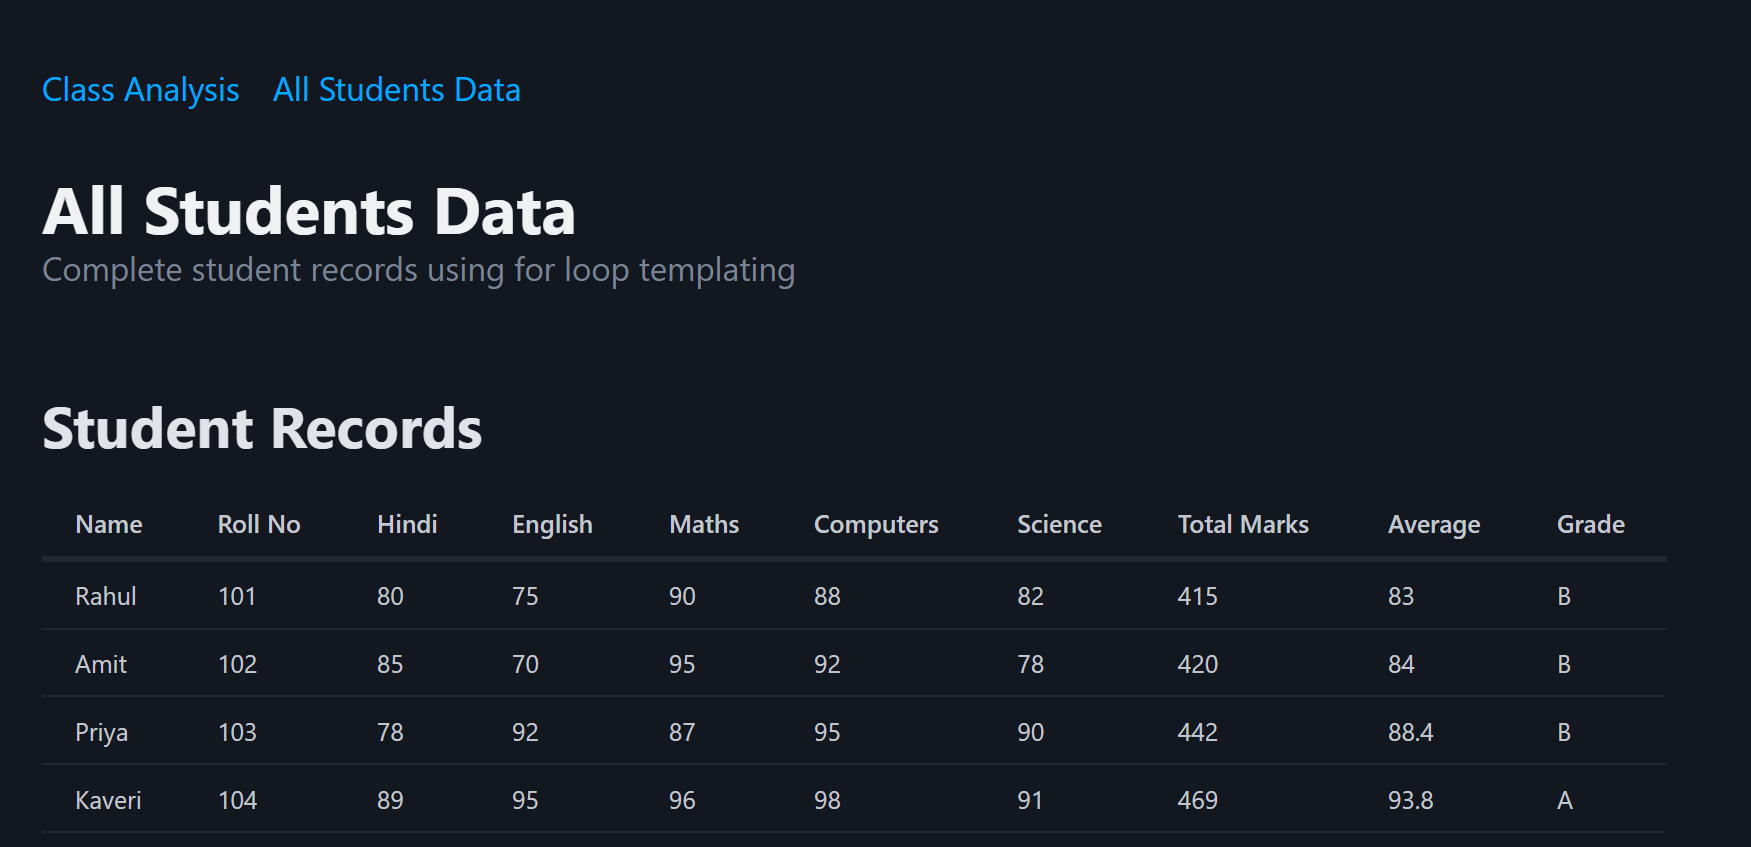 Class Analysis All Students Data
All Students Data
Complete student records using for loop templating
Student Records
Name Roll No Hindi English Maths Computers Science Total Marks Average Grade
Rahul 101 80 75 90 88 82 415 83 B
Amit 102 85 70 95 92 78 420 84 B
Priya 103 78 92 87 95 90 442 88.4 B
Kaveri 104 89 95 96 98 91 469 93.8 A